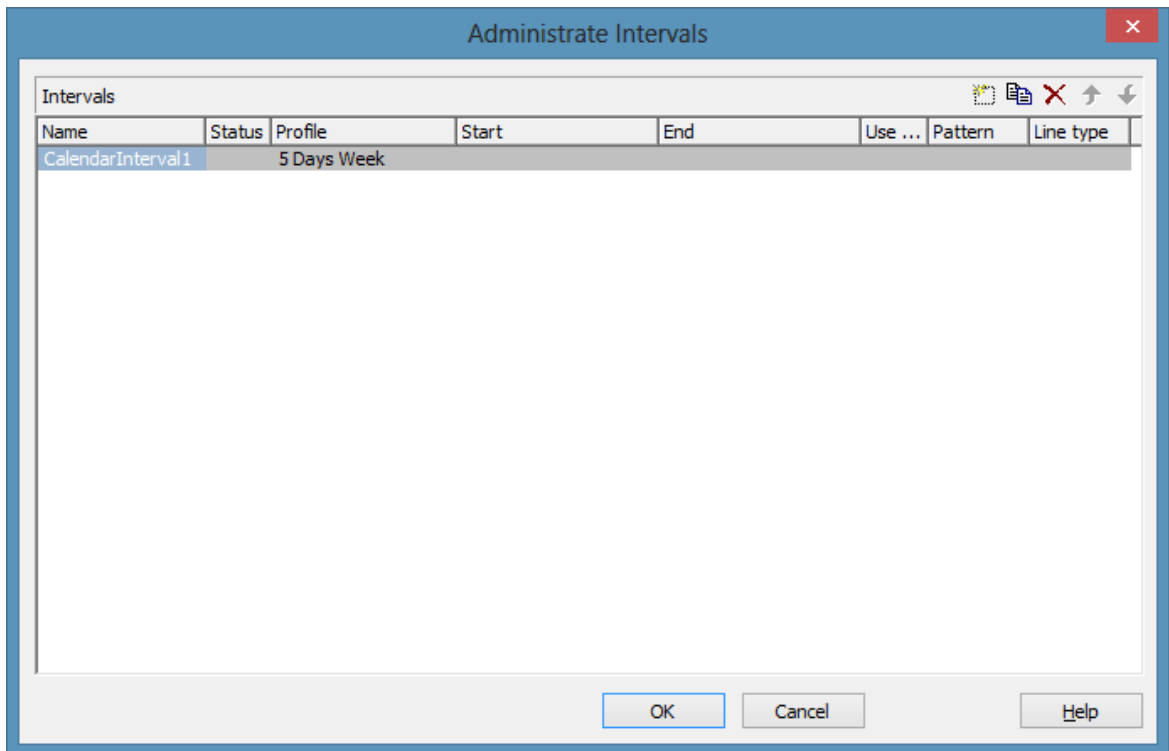 Administrate Intervals
Intervals
Name Status Profile Start End Use ... Pattern Line type
CalendarInterval1 5 Days Week
OK Cancel Help